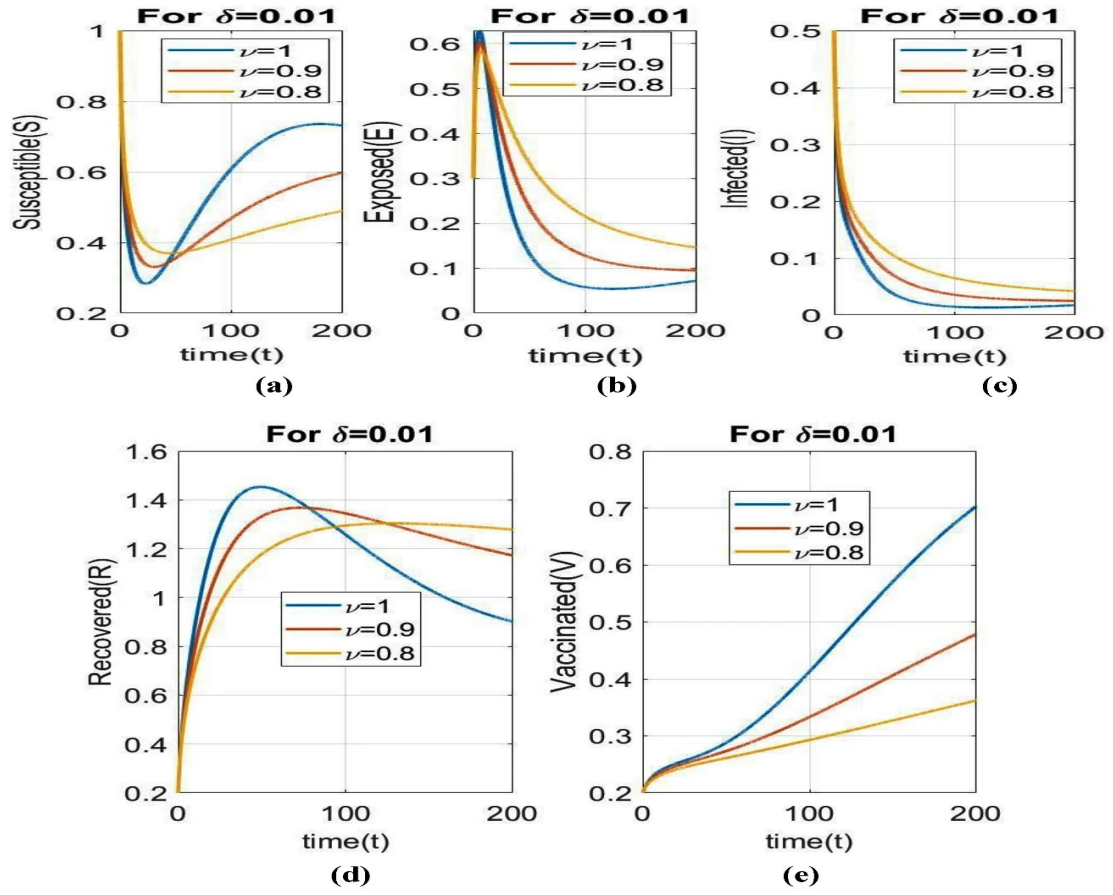 For δ=0.01
1
0.8
0.6
0.4
0.2
Susceptible(S)
ν=1
ν=0.9
ν=0.8
0 100 200
time(t)
(a)
For δ=0.01
0.6
0.5
0.4
0.3
0.2
0.1
0
Exposed(E)
ν=1
ν=0.9
ν=0.8
0 100 200
time(t)
(b)
For δ=0.01
0.5
0.4
0.3
0.2
0.1
0
Infected(I)
ν=1
ν=0.9
ν=0.8
0 100 200
time(t)
(c)
For δ=0.01
1.6
1.4
1.2
1
0.8
0.6
0.4
0.2
Recovered(R)
ν=1
ν=0.9
ν=0.8
0 100 200
time(t)
(d)
For δ=0.01
0.8
0.7
0.6
0.5
0.4
0.3
0.2
Vaccinated(V)
ν=1
ν=0.9
ν=0.8
0 100 200
time(t)
(e)